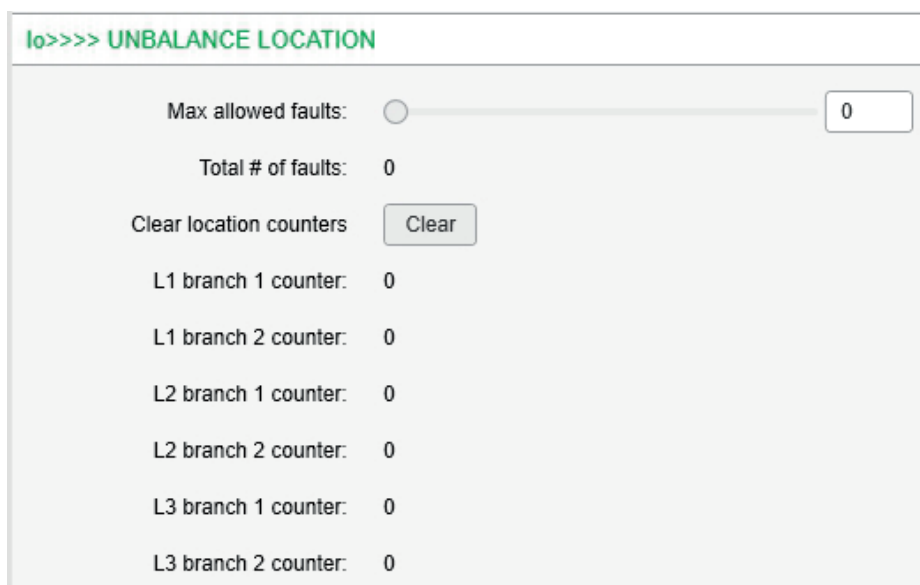 Io>>>> UNBALANCE LOCATION
Max allowed faults: 0
Total # of faults: 0
Clear location counters Clear
L1 branch 1 counter: 0
L1 branch 2 counter: 0
L2 branch 1 counter: 0
L2 branch 2 counter: 0
L3 branch 1 counter: 0
L3 branch 2 counter: 0